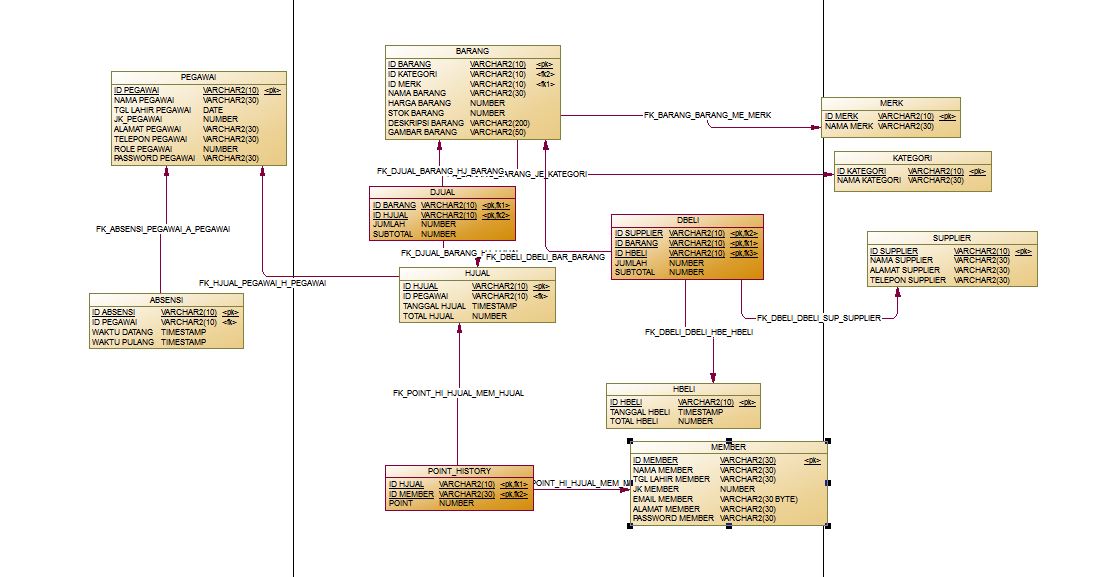 BARANG
ID BARANG VARCHAR2(10) <pk>
ID KATEGORI VARCHAR2(10) <fk2>
ID MERK VARCHAR2(10) <fk1>
NAMA BARANG VARCHAR2(30)
HARGA BARANG NUMBER
STOK BARANG NUMBER
DESKRIPSI BARANG VARCHAR2(200)
GAMBAR BARANG VARCHAR2(50)
PEGAWAI
ID PEGAWAI VARCHAR2(10) <pk>
NAMA PEGAWAI VARCHAR2(30)
TGL LAHIR PEGAWAI DATE
JK_PEGAWAI NUMBER
ALAMAT PEGAWAI VARCHAR2(30)
TELEPON PEGAWAI VARCHAR2(30)
ROLE PEGAWAI NUMBER
PASSWORD PEGAWAI VARCHAR2(30)
FK_BARANG_BARANG_ME_MERK
MERK
ID MERK VARCHAR2(10) <pk>
NAMA MERK VARCHAR2(30)
KATEGORI
ID KATEGORI VARCHAR2(10) <pk>
NAMA KATEGORI VARCHAR2(30)
FK_DJUAL_BARANG_HJ_BARANG
ARANG_JE_KATEGORI
DJUAL
ID BARANG VARCHAR2(10) <pk,fk1>
ID HJUAL VARCHAR2(10) <pk,fk2>
JUMLAH NUMBER
SUBTOTAL NUMBER
DBELI
ID SUPPLIER VARCHAR2(10) <pk,fk2>
ID BARANG VARCHAR2(10) <pk,fk1>
ID HBELI VARCHAR2(10) <pk,fk3>
JUMLAH NUMBER
SUBTOTAL NUMBER
SUPPLIER
ID SUPPLIER VARCHAR2(10) <pk>
NAMA SUPPLIER VARCHAR2(30)
ALAMAT SUPPLIER VARCHAR2(30)
TELEPON SUPPLIER VARCHAR2(30)
FK_ABSENSI_PEGAWAI_A_PEGAWAI
FK_DJUAL_BARANG
FK_DBELI_DBELI_BAR_BARANG
FK_HJUAL_PEGAWAI_H_PEGAWAI
HJUAL
ID HJUAL VARCHAR2(10) <pk>
ID PEGAWAI VARCHAR2(10) <fk>
TANGGAL HJUAL TIMESTAMP
TOTAL HJUAL NUMBER
ABSENSI
ID ABSENSI VARCHAR2(10) <pk>
ID PEGAWAI VARCHAR2(10) <fk>
WAKTU DATANG TIMESTAMP
WAKTU PULANG TIMESTAMP
FK_DBELI_DBELI_SUP_SUPPLIER
FK_DBELI_DBELI_HBE_HBELI
FK_POINT_HI_HJUAL_MEM_HJUAL
HBELI
ID HBELI VARCHAR2(10) <pk>
TANGGAL HBELI TIMESTAMP
TOTAL HBELI NUMBER
MEMBER
ID MEMBER VARCHAR2(30) <pk>
NAMA MEMBER VARCHAR2(30)
TGL LAHIR MEMBER VARCHAR2(30)
JK MEMBER NUMBER
EMAIL MEMBER VARCHAR2(30 BYTE)
ALAMAT MEMBER VARCHAR2(30)
PASSWORD MEMBER VARCHAR2(30)
POINT_HISTORY
ID HJUAL VARCHAR2(10) <pk,fk1>
ID MEMBER VARCHAR2(30) <pk,fk2>
POINT NUMBER
POINT_HI_HJUAL_MEM_M